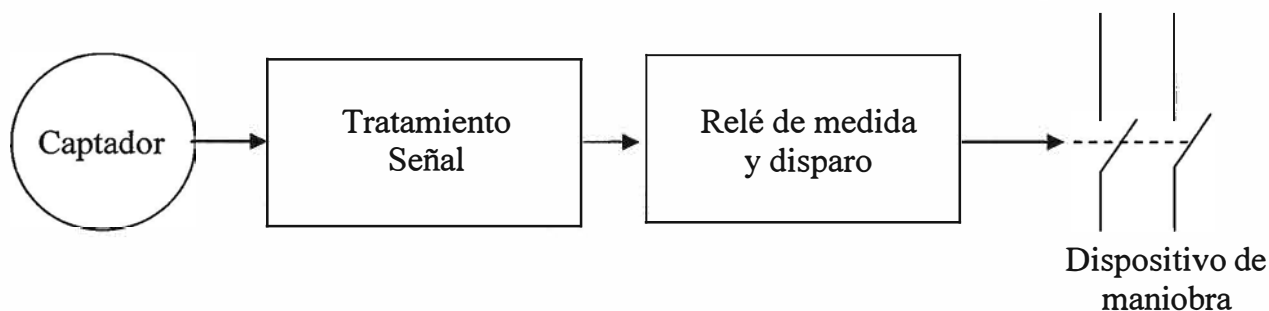 Captador
Tratamiento
Señal
Relé de medida
y disparo
Dispositivo de
maniobra